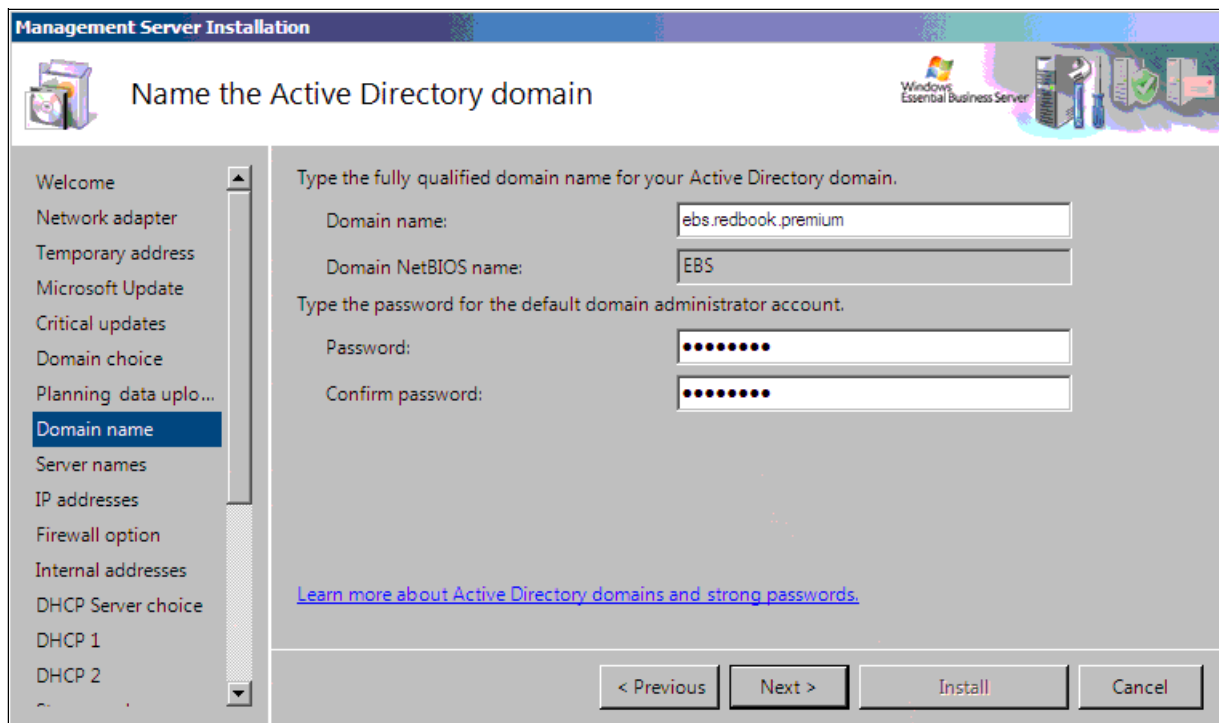 Management Server Installation
Name the Active Directory domain
Windows
Essential Business Server
Welcome
Network adapter
Temporary address
Microsoft Update
Critical updates
Domain choice
Planning data uplo...
Domain name
Server names
IP addresses
Firewall option
Internal addresses
DHCP Server choice
DHCP 1
DHCP 2
Type the fully qualified domain name for your Active Directory domain.
Domain name:
ebs.redbook.premium
Domain NetBIOS name:
EBS
Type the password for the default domain administrator account.
Password:
●●●●●●●●
Confirm password:
●●●●●●●●
Learn more about Active Directory domains and strong passwords.
< Previous
Next >
Install
Cancel